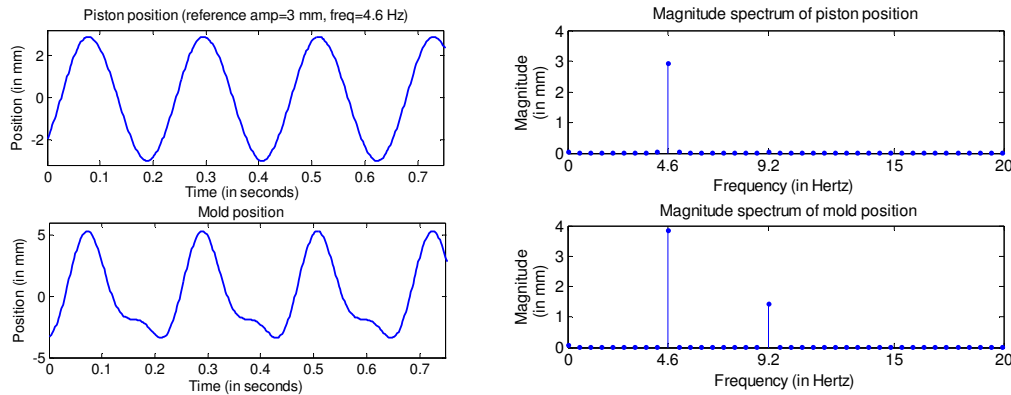 Piston position (reference amp=3 mm, freq=4.6 Hz)
Position (in mm)
2
0
-2
0 0.1 0.2 0.3 0.4 0.5 0.6 0.7
Time (in seconds)
Magnitude spectrum of piston position
Magnitude
(in mm)
4
3
2
1
0
0 4.6 9.2 15 20
Frequency (in Hertz)
Mold position
Position (in mm)
5
0
-5
0 0.1 0.2 0.3 0.4 0.5 0.6 0.7
Time (in seconds)
Magnitude spectrum of mold position
Magnitude
(in mm)
4
3
2
1
0
0 4.6 9.2 15 20
Frequency (in Hertz)